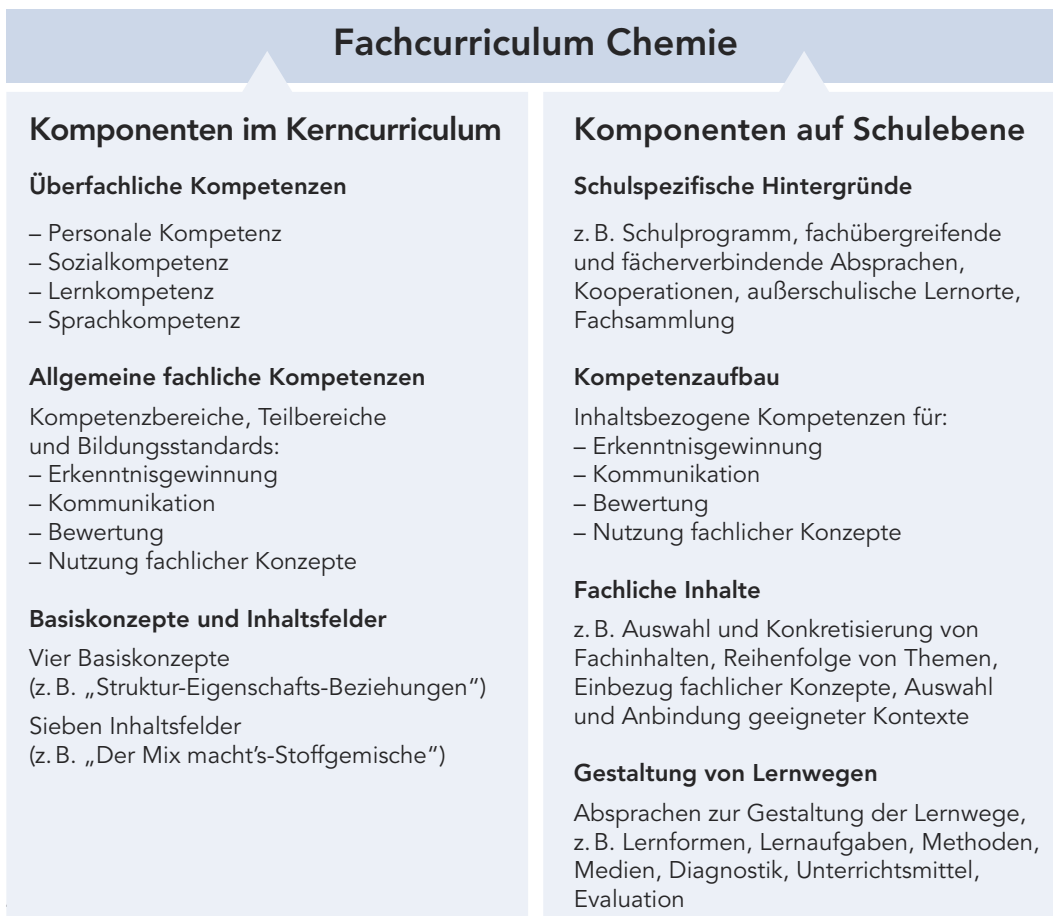 Fachcurriculum Chemie
Komponenten im Kerncurriculum
Überfachliche Kompetenzen
– Personale Kompetenz
– Sozialkompetenz
– Lernkompetenz
– Sprachkompetenz
Allgemeine fachliche Kompetenzen
Kompetenzbereiche, Teilbereiche
und Bildungsstandards:
– Erkenntnisgewinnung
– Kommunikation
– Bewertung
– Nutzung fachlicher Konzepte
Basiskonzepte und Inhaltsfelder
Vier Basiskonzepte
(z. B. „Struktur-Eigenschafts-Beziehungen“)
Sieben Inhaltsfelder
(z. B. „Der Mix macht's-Stoffgemische“)
Komponenten auf Schulebene
Schulspezifische Hintergründe
z. B. Schulprogramm, fachübergreifende
und fächerverbindende Absprachen,
Kooperationen, außerschulische Lernorte,
Fachsammlung
Kompetenzaufbau
Inhaltsbezogene Kompetenzen für:
– Erkenntnisgewinnung
– Kommunikation
– Bewertung
– Nutzung fachlicher Konzepte
Fachliche Inhalte
z. B. Auswahl und Konkretisierung von
Fachinhalten, Reihenfolge von Themen,
Einbezug fachlicher Konzepte, Auswahl
und Anbindung geeigneter Kontexte
Gestaltung von Lernwegen
Absprachen zur Gestaltung der Lernwege,
z. B. Lernformen, Lernaufgaben, Methoden,
Medien, Diagnostik, Unterrichtsmittel,
Evaluation